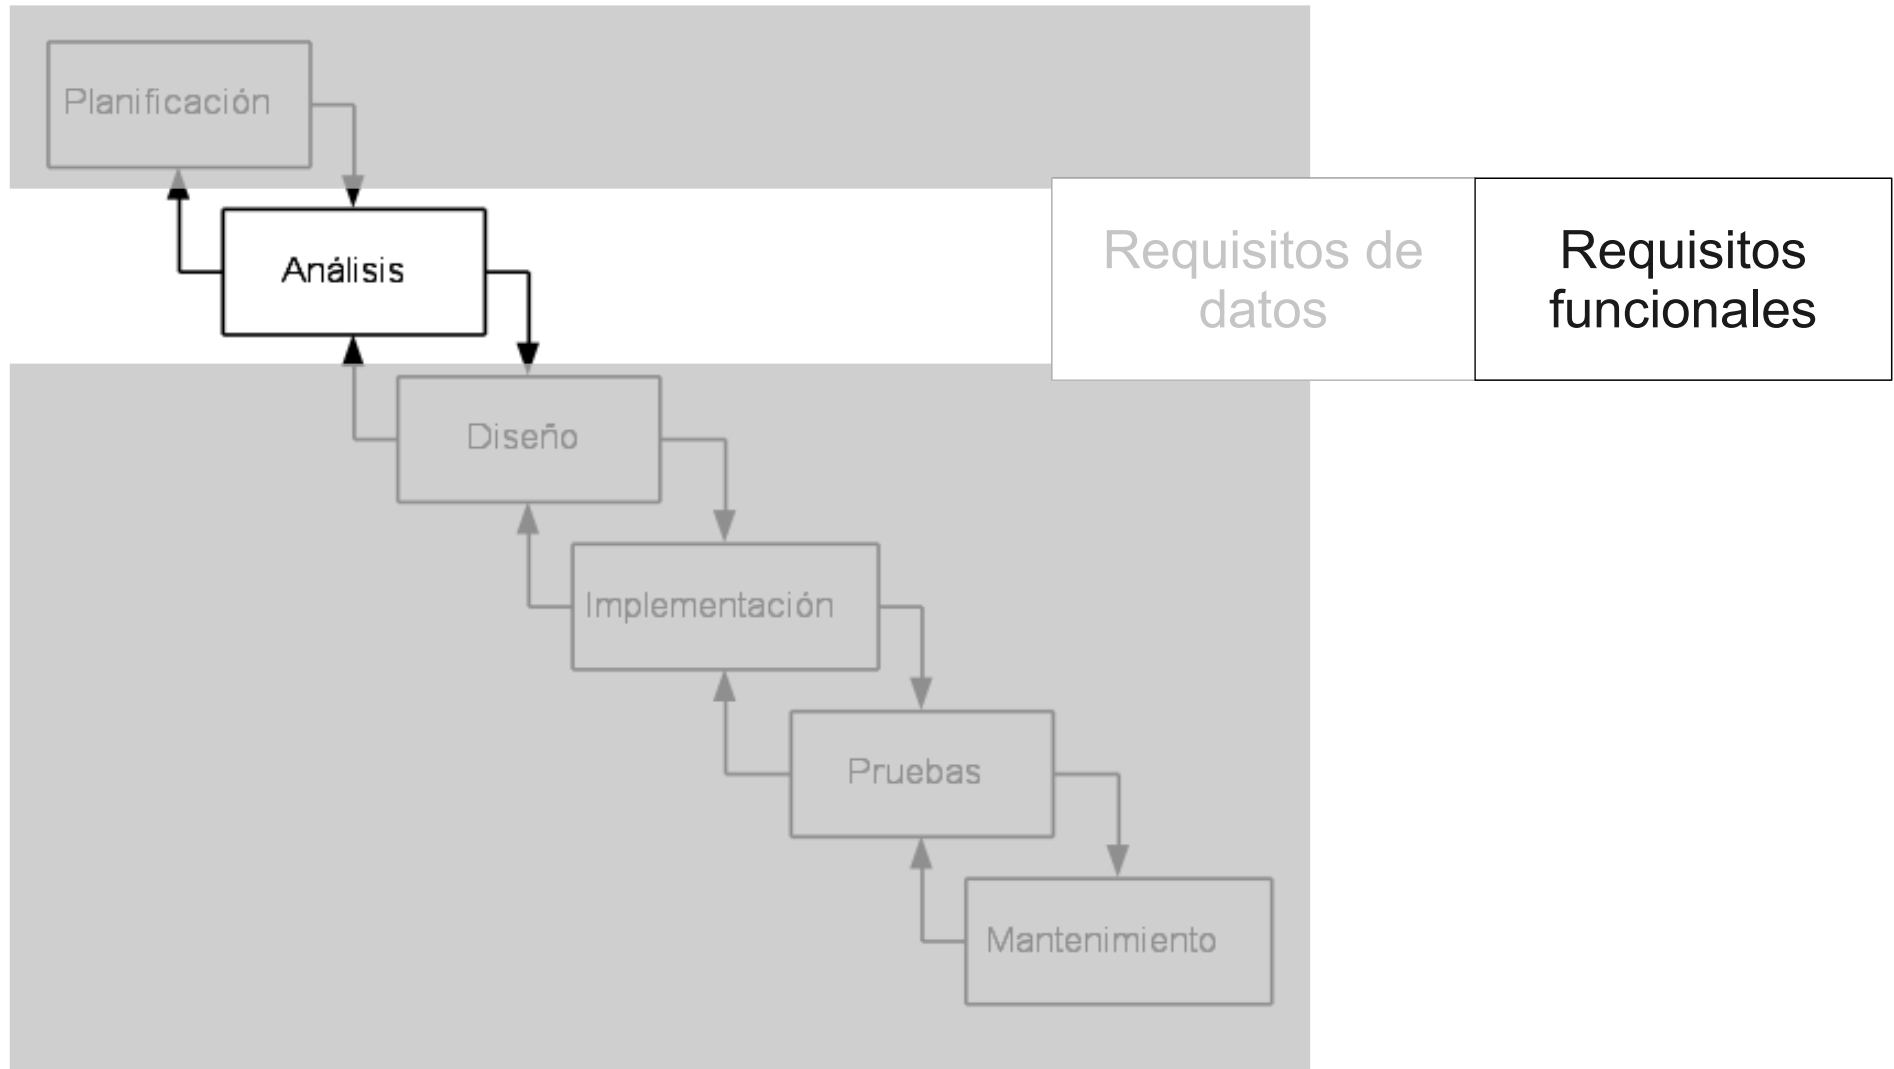 Planificación
Análisis
Requisitos de
datos
Requisitos
funcionales
Diseño
Implementación
Pruebas
Mantenimiento